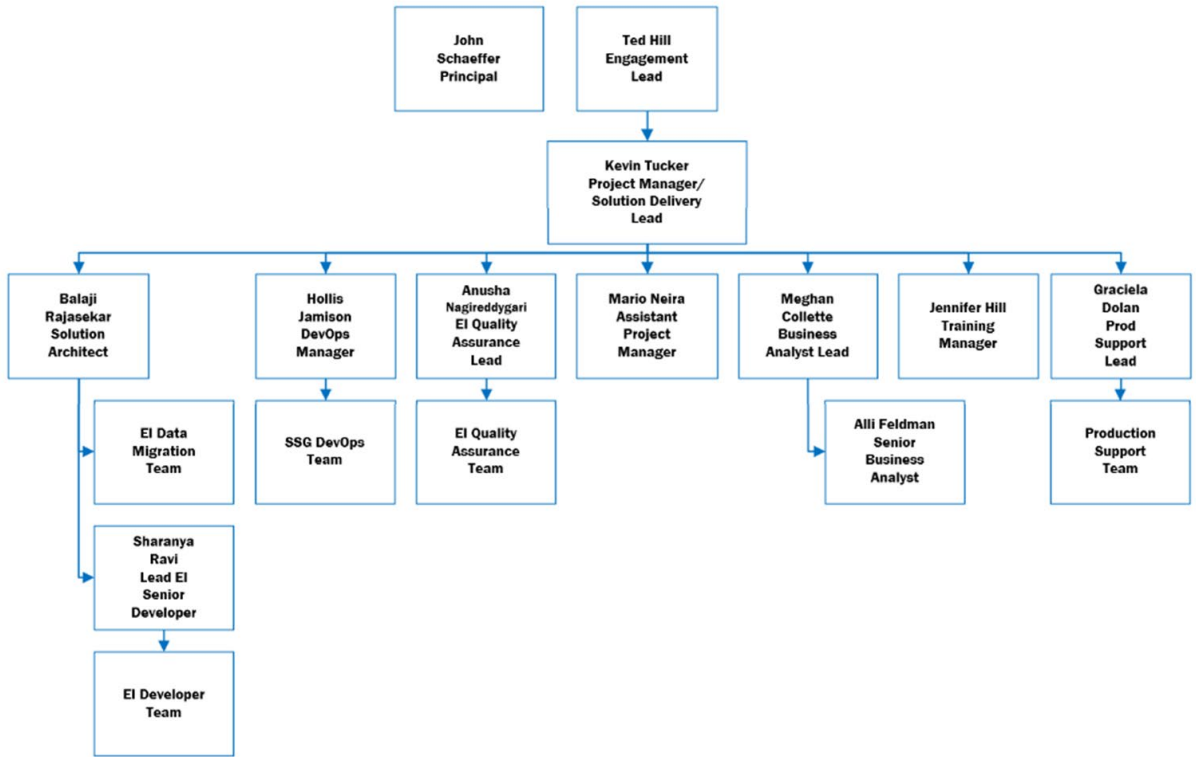 John
Schaeffer
Principal
Ted Hill
Engagement
Lead
Kevin Tucker
Project Manager/
Solution Delivery
Lead
Balaji
Rajasekar
Solution
Architect
Hollis
Jamison
DevOps
Manager
Anusha
Nagireddygari
EI Quality
Assurance
Lead
Mario Neira
Assistant
Project
Manager
Meghan
Collette
Business
Analyst Lead
Jennifer Hill
Training
Manager
Graciela
Dolan
Prod
Support
Lead
EI Data
Migration
Team
SSG DevOps
Team
EI Quality
Assurance
Team
Alli Feldman
Senior
Business
Analyst
Production
Support
Team
Sharanya
Ravi
Lead EI
Senior
Developer
EI Developer
Team